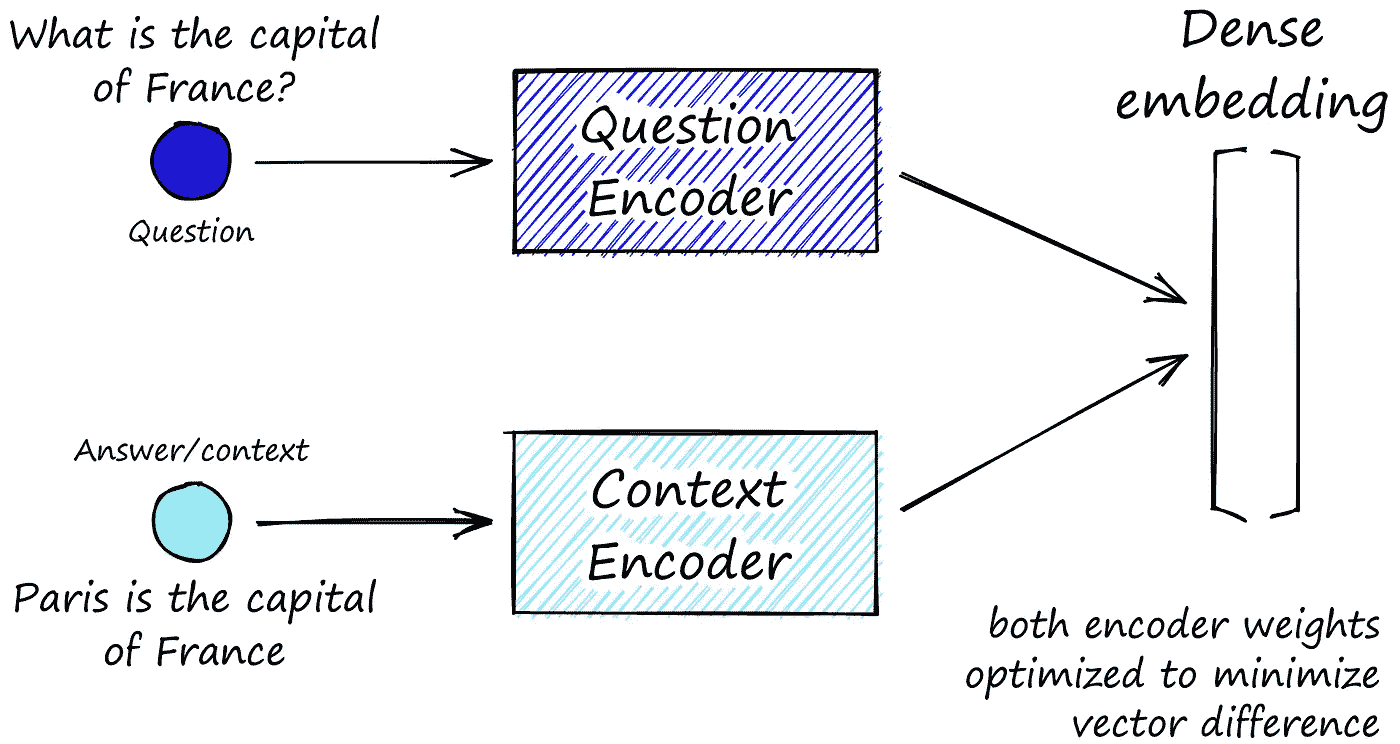 What is the capital
of France?
Question
Question
Encoder
Dense
embedding
Answer/context
Paris is the capital
of France
Context
Encoder
both encoder weights
optimized to minimize
vector difference